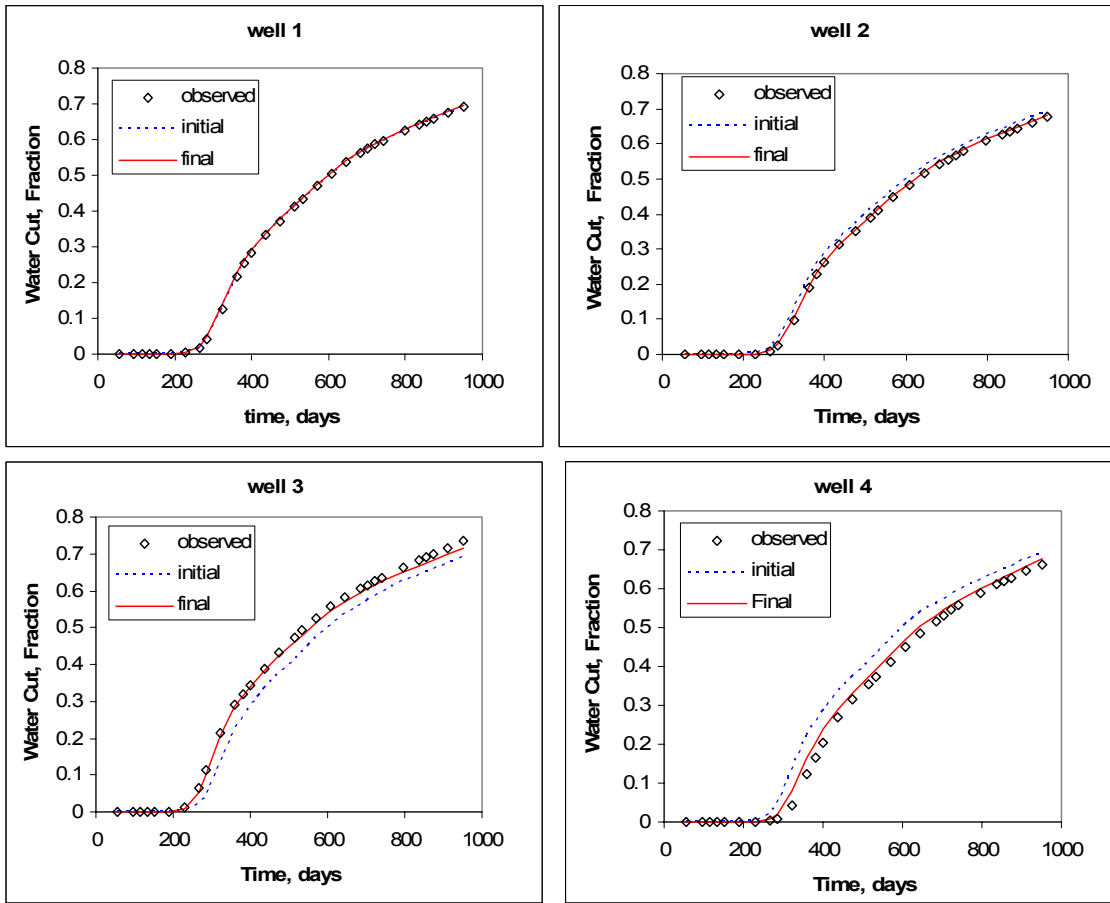 well 1
0.8
0.7
0.6
0.5
0.4
0.3
0.2
0.1
0
Water Cut, Fraction
observed
initial
final
0 200 400 600 800 1000
time, days
well 2
0.8
0.7
0.6
0.5
0.4
0.3
0.2
0.1
0
Water Cut, Fraction
observed
initial
final
0 200 400 600 800 1000
Time, days
well 3
0.8
0.7
0.6
0.5
0.4
0.3
0.2
0.1
0
Water Cut, Fraction
observed
initial
final
0 200 400 600 800 1000
Time, days
well 4
0.8
0.7
0.6
0.5
0.4
0.3
0.2
0.1
0
Water Cut, Fraction
observed
initial
Final
0 200 400 600 800 1000
Time, days